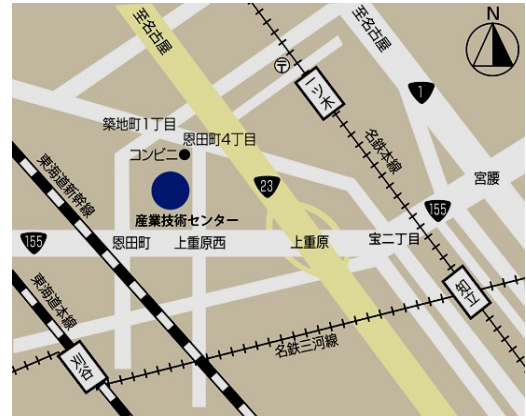 至名古屋
至名古屋
N
一ツ木
1
築地町1丁目
恩田町4丁目
コンビニ
名鉄本線
東海道新幹線
23
宮腰
産業技術センター
155
155
恩田町
上重原西
上重原
宝二丁目
東海道本線
知立
名鉄三河線
刈谷